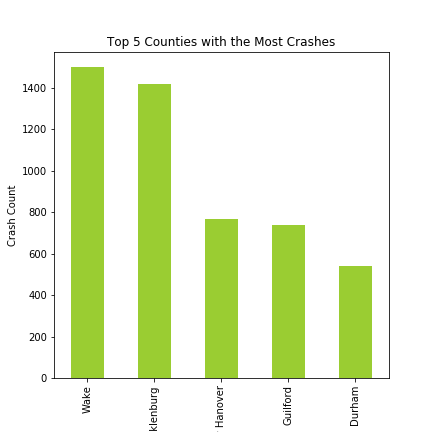 Top 5 Counties with the Most Crashes
Crash Count
1400
1200
1000
800
600
400
200
0
Wake
klenburg
Hanover
Guilford
Durham